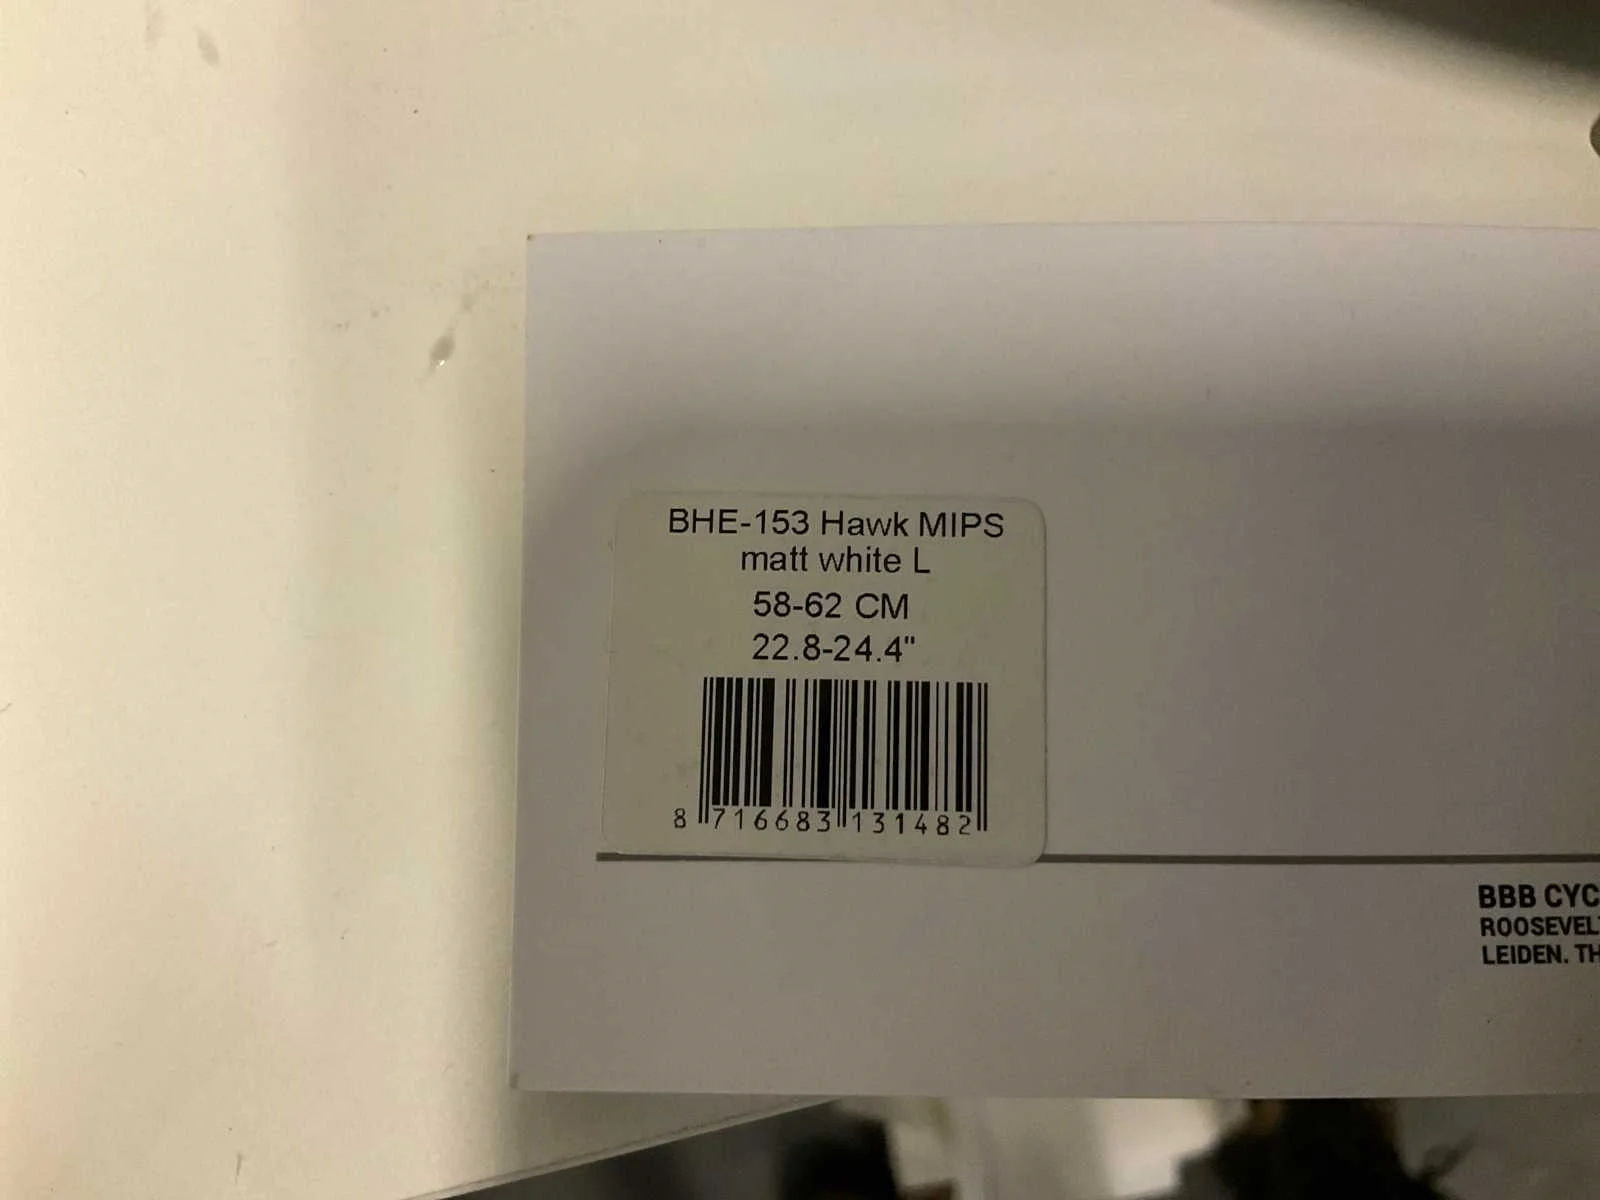 BHE-153 Hawk MIPS
matt white L
58-62 CM
22.8-24.4"
8 716683 131482
BBB CYC
ROOSEVEL
LEIDEN. TH